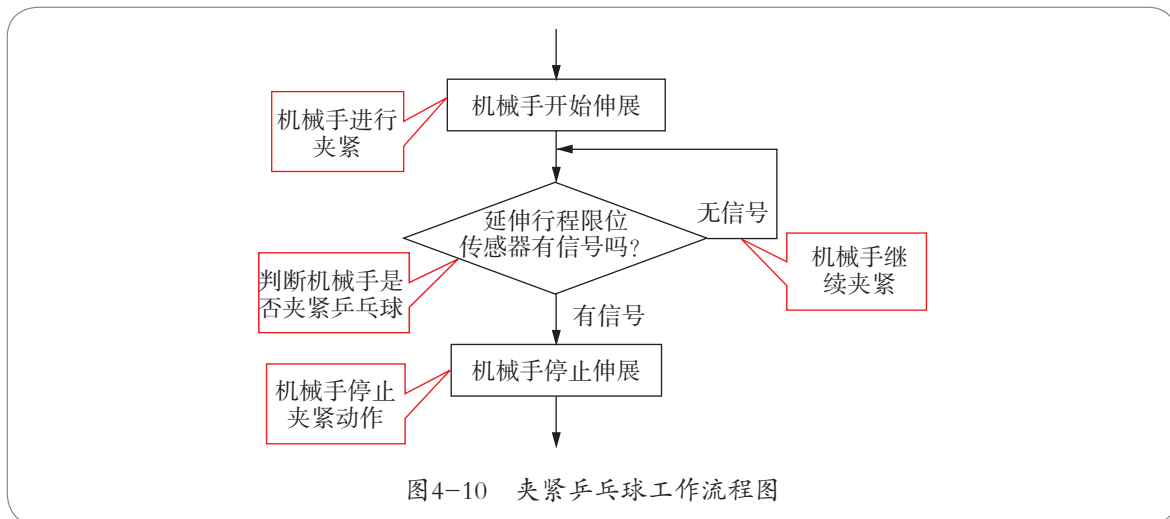 机械手开始伸展
机械手进行
夹紧
延伸行程限位
传感器有信号吗？
无信号
机械手继
续夹紧
判断机械手是
否夹紧乒乓球
有信号
机械手停止伸展
机械手停止
夹紧动作
图4-10 夹紧乒乓球工作流程图